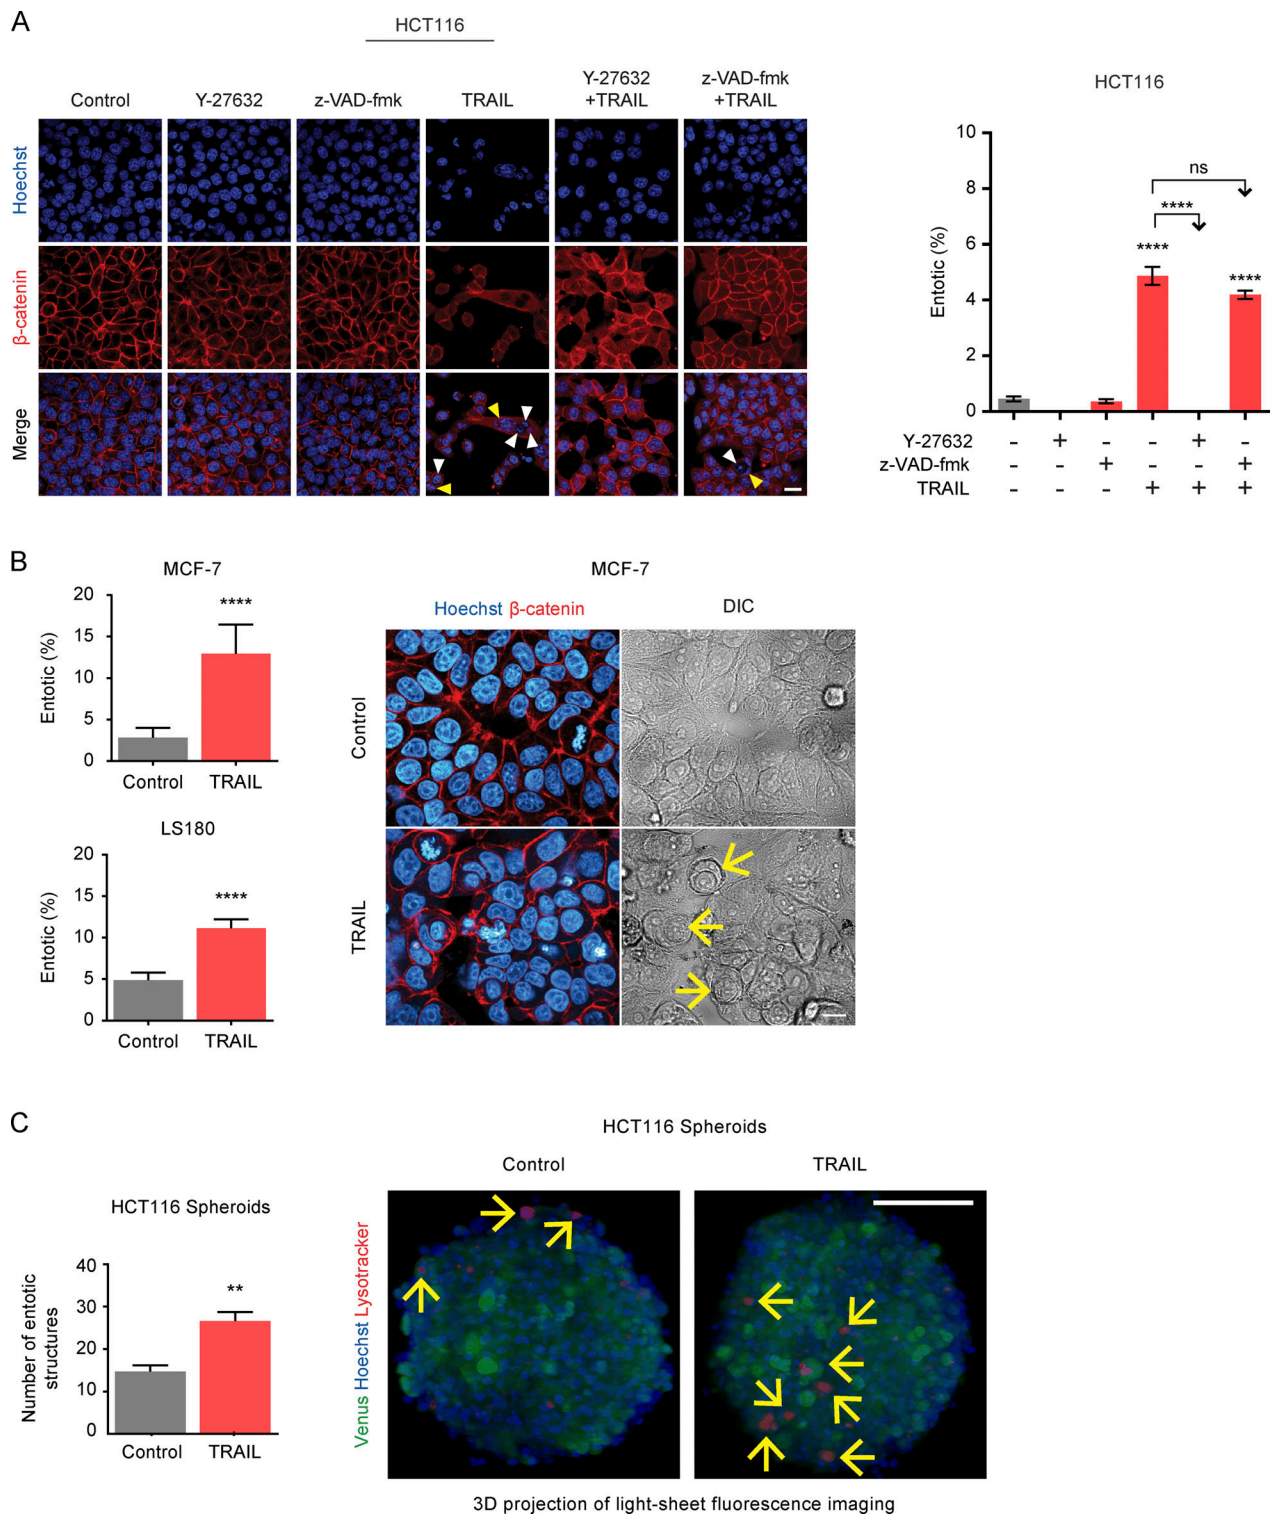 A
HCT116
Control
Y-27632
z-VAD-fmk
TRAIL
Y-27632
+TRAIL
z-VAD-fmk
+TRAIL
Hoechst
β-catenin
Merge
HCT116
Entotic (%)
10
8
6
4
2
0
ns
****
****
****
Y-27632 - + - - + -
z-VAD-fmk - - + - - +
TRAIL - - - + + +
B
MCF-7
Entotic (%)
20
15
10
5
0
****
Control TRAIL
LS180
Entotic (%)
20
15
10
5
0
****
Control TRAIL
MCF-7
Hoechst β-catenin
DIC
Control
TRAIL
C
HCT116 Spheroids
Number of entotic
structures
40
30
20
10
0
**
Control TRAIL
HCT116 Spheroids
Control
TRAIL
Venus Hoechst Lysotracker
3D projection of light-sheet fluorescence imaging